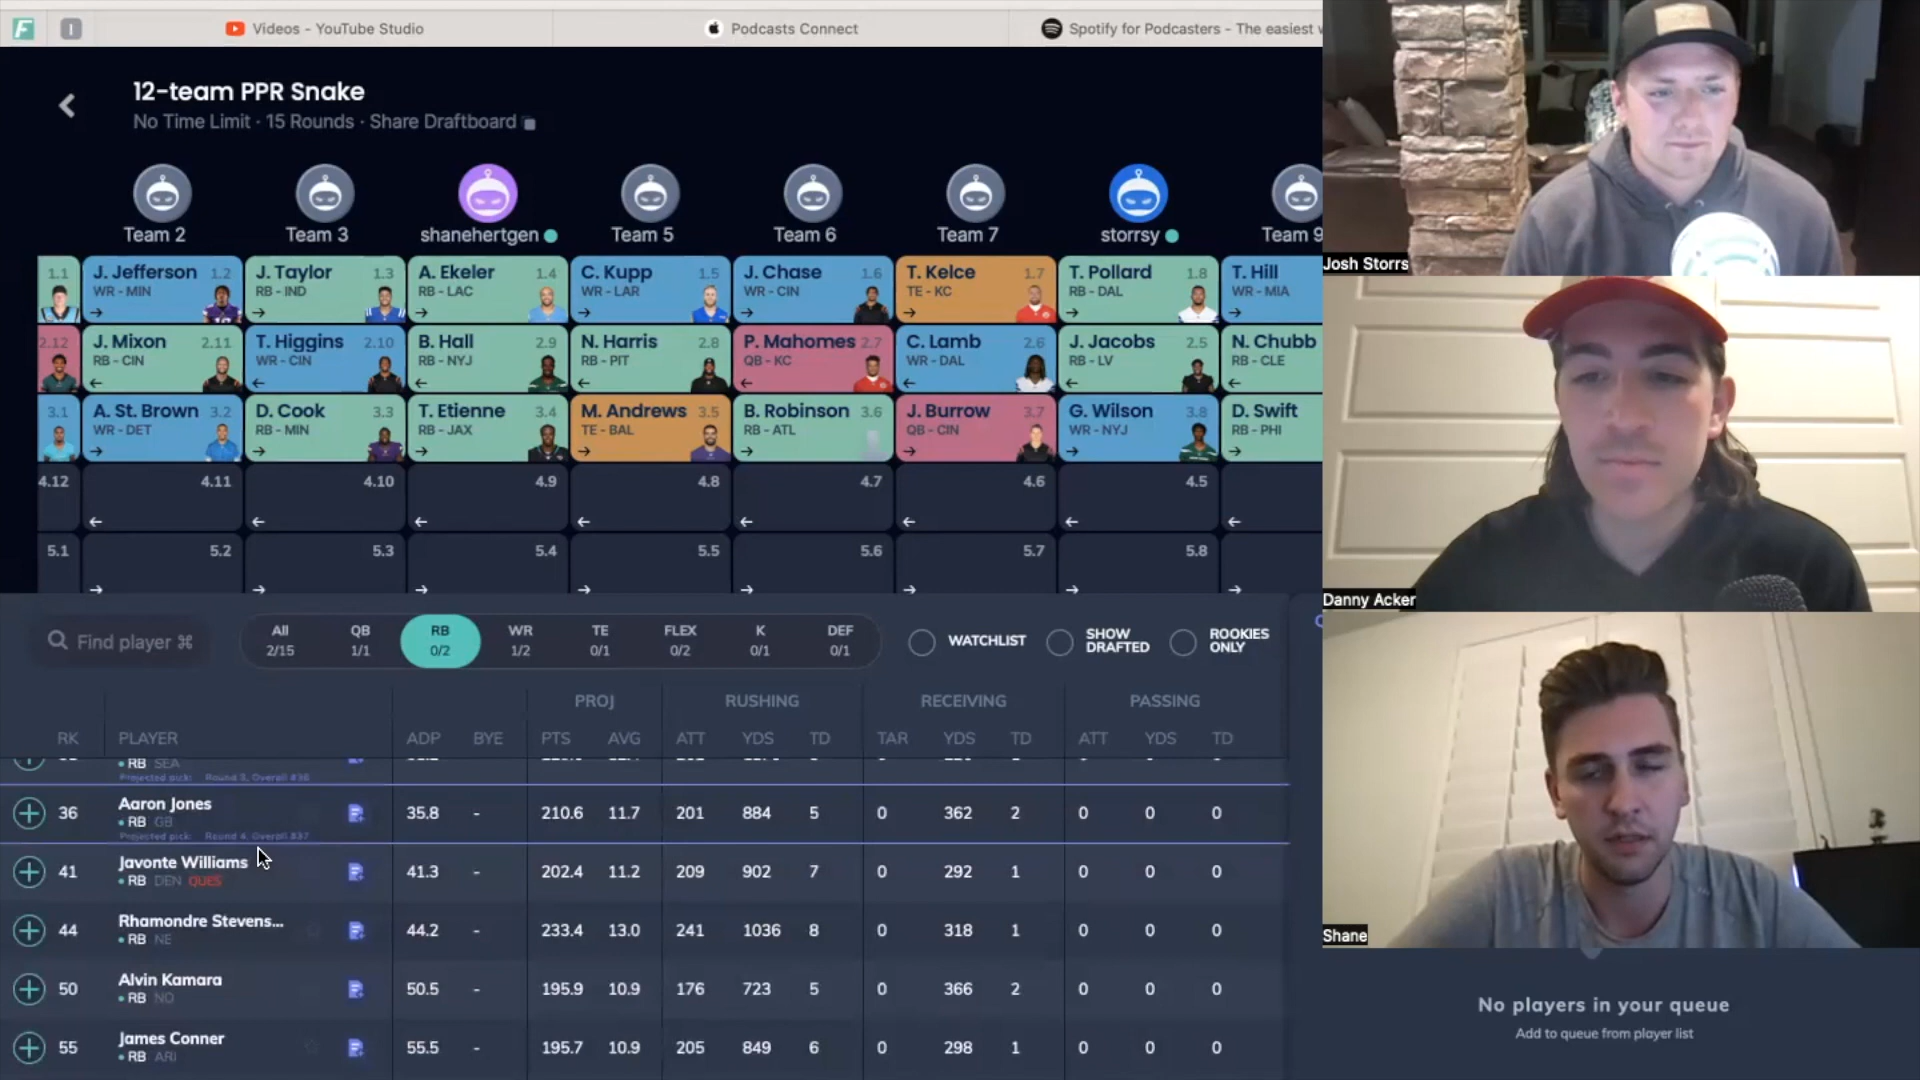 Videos - YouTube Studio
Podcasts Connect
Spotify for Podcasters - The easiest w
12-team PPR Snake
No Time Limit · 15 Rounds · Share Draftboard
Team 2
Team 3
shanehertgen
Team 5
Team 6
Team 7
storrsy
Team 9
1.1
J. Jefferson 1.2
WR - MIN
J. Taylor 1.3
RB - IND
A. Ekeler 1.4
RB - LAC
C. Kupp 1.5
WR - LAR
J. Chase 1.6
WR - CIN
T. Kelce 1.7
TE - KC
T. Pollard 1.8
RB - DAL
T. Hill
WR - MIA
2.12
J. Mixon 2.11
RB - CIN
T. Higgins 2.10
WR - CIN
B. Hall 2.9
RB - NYJ
N. Harris 2.8
RB - PIT
P. Mahomes 2.7
QB - KC
C. Lamb 2.6
WR - DAL
J. Jacobs 2.5
RB - LV
N. Chubb
RB - CLE
3.1
A. St. Brown 3.2
WR - DET
D. Cook 3.3
RB - MIN
T. Etienne 3.4
RB - JAX
M. Andrews 3.5
TE - BAL
B. Robinson 3.6
RB - ATL
J. Burrow 3.7
QB - CIN
G. Wilson 3.8
WR - NYJ
D. Swift
RB - PHI
4.12 4.11 4.10 4.9 4.8 4.7 4.6 4.5
5.1 5.2 5.3 5.4 5.5 5.6 5.7 5.8
Find player ⌘
All
2/15
QB
1/1
RB
0/2
WR
1/2
TE
0/1
FLEX
0/2
K
0/1
DEF
0/1
WATCHLIST
SHOW
DRAFTED
ROOKIES
ONLY
PROJ RUSHING RECEIVING PASSING
RK PLAYER ADP BYE PTS AVG ATT YDS TD TAR YDS TD ATT YDS TD
RB SEA
36 Aaron Jones 35.8 - 210.6 11.7 201 884 5 0 362 2 0 0 0
RB GB
Projected pick: Round 4, Overall #37
41 Javonte Williams 41.3 - 202.4 11.2 209 902 7 0 292 1 0 0 0
RB DEN QUES
44 Rhamondre Stevens... 44.2 - 233.4 13.0 241 1036 8 0 318 1 0 0 0
RB NE
50 Alvin Kamara 50.5 - 195.9 10.9 176 723 5 0 366 2 0 0 0
RB NO
55 James Conner 55.5 - 195.7 10.9 205 849 6 0 298 1 0 0 0
RB ARI
Josh Storrs
Danny Acker
Shane
No players in your queue
Add to queue from player list